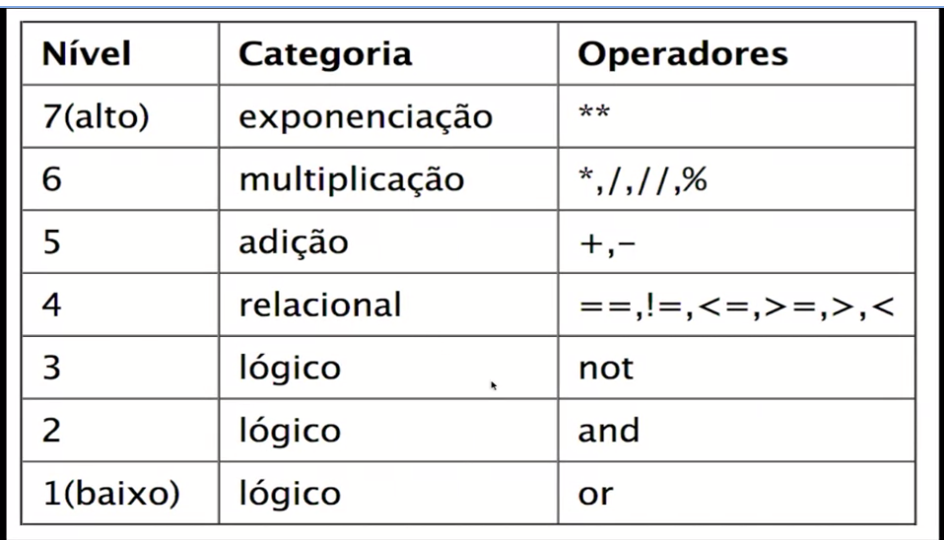 Nível Categoria Operadores
7(alto) exponenciação **
6 multiplicação *,/,//,%
5 adição +,-
4 relacional ==,!=,<=,>=,>,<
3 lógico not
2 lógico and
1(baixo) lógico or